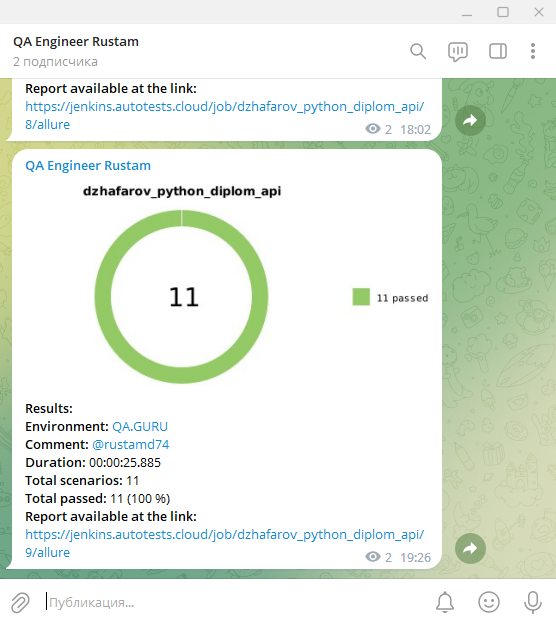 QA Engineer Rustam
2 подписчика
Report available at the link:
https://jenkins.autotests.cloud/job/dzhafarov_python_diplom_api/
8/allure
2 18:02
QA Engineer Rustam
dzhafarov_python_diplom_api
11
11 passed
Results:
Environment: QA.GURU
Comment: @rustamd74
Duration: 00:00:25.885
Total scenarios: 11
Total passed: 11 (100 %)
Report available at the link:
https://jenkins.autotests.cloud/job/dzhafarov_python_diplom_api/
9/allure
2 19:26
Публикация...